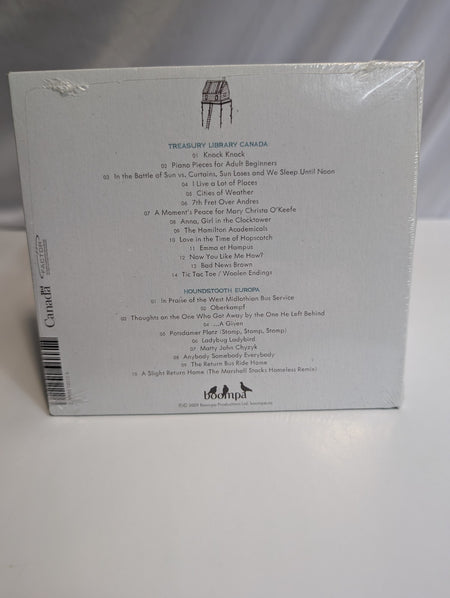 TREASURY LIBRARY CANADA
01 Knock Knock
02 Piano Pieces for Adult Beginners
03 In the Battle of Sun vs. Curtains, Sun Loses and We Sleep Until Noon
04 I Live a Lot of Places
05 Cities of Weather
06 7th Fret Over Andres
07 A Moment's Peace for Mary Christa O'Keefe
08 Anna, Girl in the Clocktower
09 The Hamilton Academicals
10 Love in the Time of Hopscotch
11 Emma et Hampus
12 Now You Like Me How?
13 Bad News Brown
14 Tic Tac Toe / Woolen Endings
HOUNDSTOOTH EUROPA
01 In Praise of the West Midlothian Bus Service
02 Oberkampf
03 Thoughts on the One Who Got Away by the One He Left Behind
04 ...A Given
05 Potsdamer Platz (Stomp, Stomp, Stomp)
06 Ladybug Ladybird
07 Matty John Chyzyk
08 Anybody Somebody Everybody
09 The Return Bus Ride Home
10 A Slight Return Home (The Marshall Stacks Homeless Remix)
boompa
Canada
FACTOR